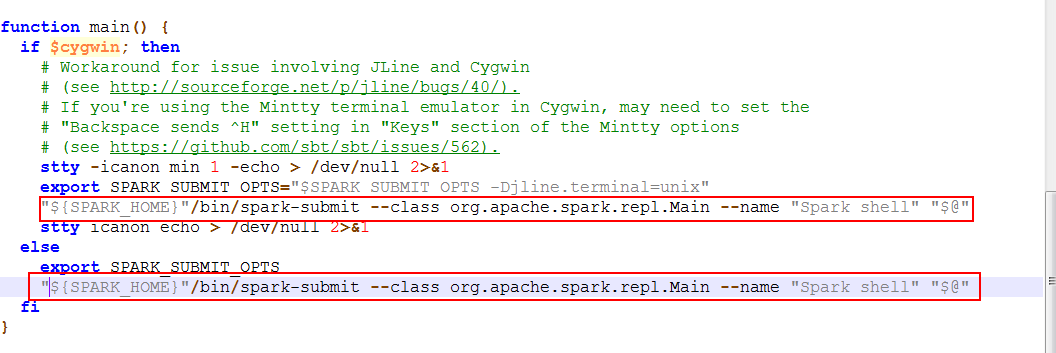 function main() {
  if $cygwin; then
    # Workaround for issue involving JLine and Cygwin
    # (see http://sourceforge.net/p/jline/bugs/40/).
    # If you're using the Mintty terminal emulator in Cygwin, may need to set the
    # "Backspace sends ^H" setting in "Keys" section of the Mintty options
    # (see https://github.com/sbt/sbt/issues/562).
    stty -icanon min 1 -echo > /dev/null 2>&1
    export SPARK_SUBMIT_OPTS="$SPARK_SUBMIT_OPTS -Djline.terminal=unix"
    "${SPARK_HOME}"/bin/spark-submit --class org.apache.spark.repl.Main --name "Spark shell" "$@"
    stty icanon echo > /dev/null 2>&1
  else
    export SPARK_SUBMIT_OPTS
    "${SPARK_HOME}"/bin/spark-submit --class org.apache.spark.repl.Main --name "Spark shell" "$@"
  fi
}